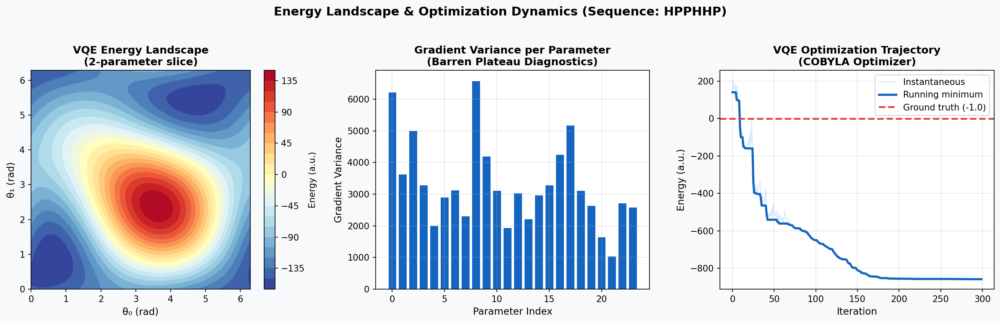 Energy Landscape & Optimization Dynamics (Sequence: HPPHHP)
VQE Energy Landscape
(2-parameter slice)
6
5
4
3
2
1
0
θ₁ (rad)
0
1
2
3
4
5
6
θ₀ (rad)
135
90
45
0
−45
−90
−135
Energy (a.u.)
Gradient Variance per Parameter
(Barren Plateau Diagnostics)
6000
5000
4000
3000
2000
1000
0
Gradient Variance
0
5
10
15
20
Parameter Index
VQE Optimization Trajectory
(COBYLA Optimizer)
Instantaneous
Running minimum
Ground truth (-1.0)
200
0
−200
−400
−600
−800
Energy (a.u.)
0
50
100
150
200
250
300
Iteration